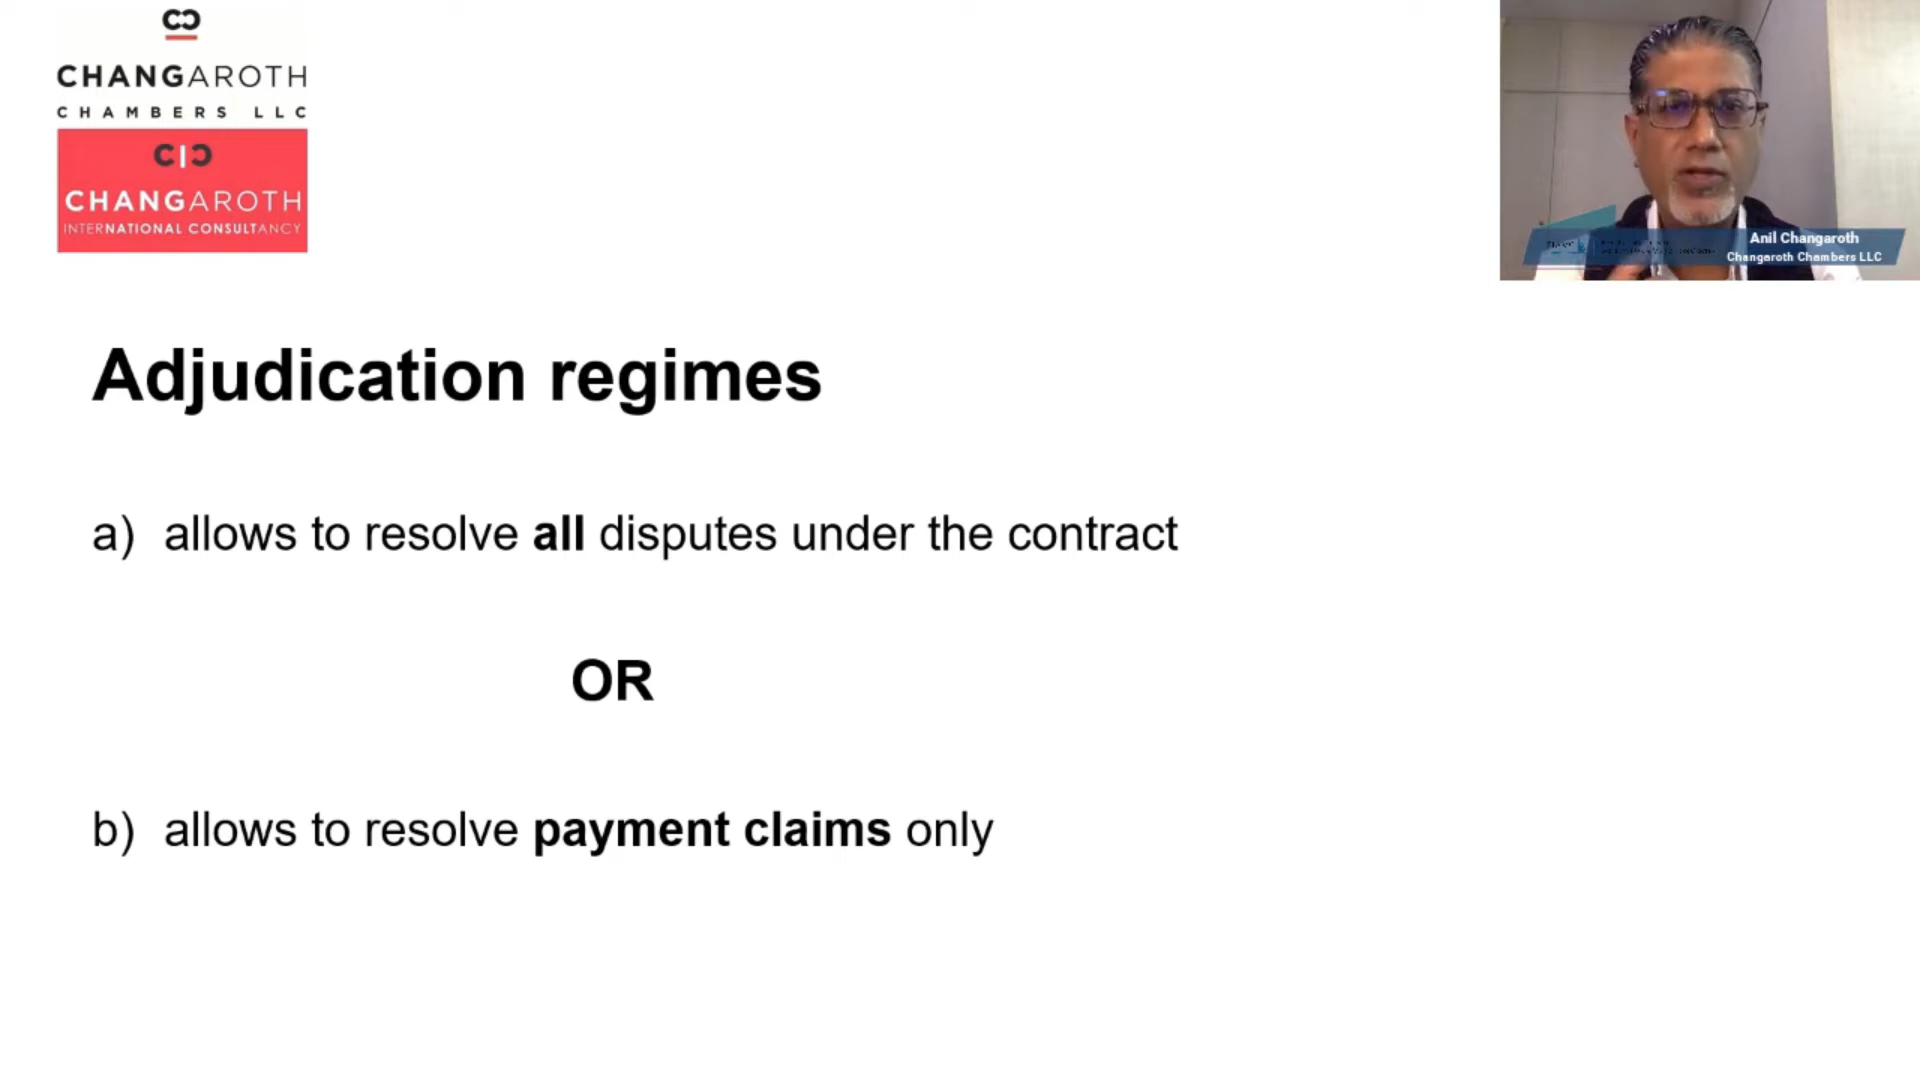 CHANGAROTH
CHAMBERS LLC
CHANGAROTH
INTERNATIONAL CONSULTANCY
Anil Changaroth
Changaroth Chambers LLC
Adjudication regimes
a) allows to resolve all disputes under the contract
OR
b) allows to resolve payment claims only